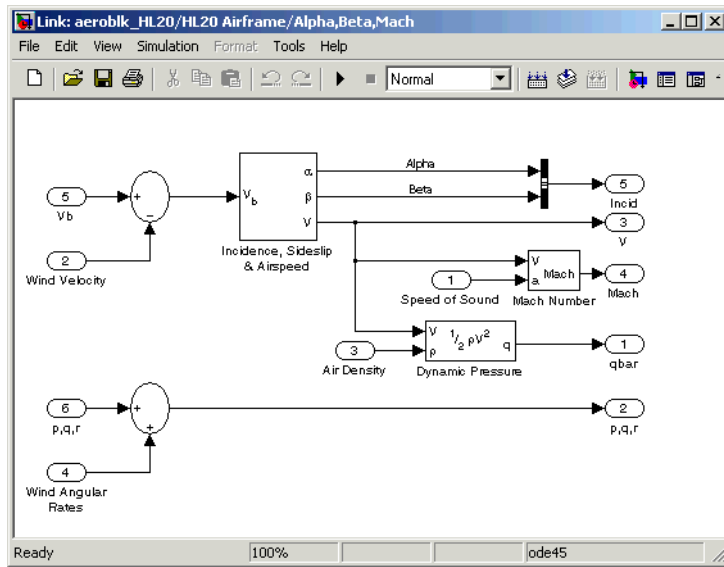 Link: aeroblk_HL20/HL20 Airframe/Alpha,Beta,Mach
File Edit View Simulation Format Tools Help
Normal
5
Vb
+
−
2
Wind Velocity
Vb
α
β
V
Incidence, Sideslip
& Airspeed
Alpha
Beta
5
Incid
3
V
1
Speed of Sound
V
a
Mach
Mach Number
4
Mach
3
Air Density
V
ρ
1/2 ρV²
q
Dynamic Pressure
1
qbar
6
p,q,r
+
+
2
p,q,r
4
Wind Angular
Rates
Ready 100% ode45